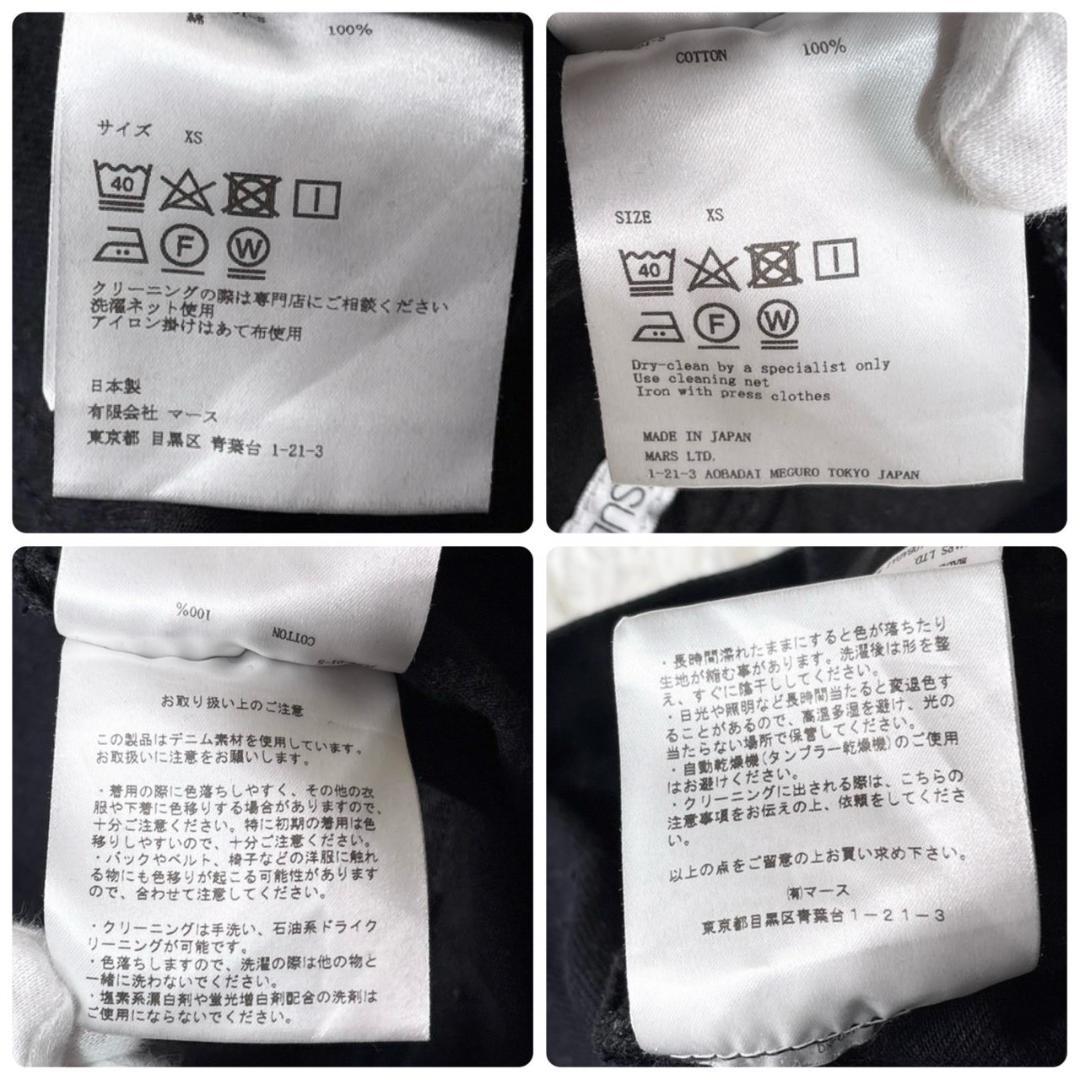 綿 100%
サイズ XS
40
F W
クリーニングの際は専門店にご相談ください
洗濯ネット使用
アイロン掛けはあて布使用
日本製
有限会社 マース
東京都 目黒区 青葉台 1-21-3
COTTON 100%
SIZE XS
40
F W
Dry-clean by a specialist only
Use cleaning net
Iron with press clothes
MADE IN JAPAN
MARS LTD.
1-21-3 AOBADAI MEGURO TOKYO JAPAN
100%
COTTON
お取り扱い上のご注意
この製品はデニム素材を使用しています。
お取扱いに注意をお願いします。
・着用の際に色落ちしやすく、その他の衣
服や下着に色移りする場合がありますので、
十分ご注意ください。特に初期の着用は色
移りしやすいので、十分ご注意ください。
・バックやベルト、椅子などの洋服に触れ
る物にも色移りが起こる可能性があります
ので、合わせて注意してください。
・クリーニングは手洗い、石油系ドライク
リーニングが可能です。
・色落ちしますので、洗濯の際は他の物と
一緒に洗わないでください。
・塩素系漂白剤や蛍光増白剤配合の洗剤は
ご使用にならないでください。
・長時間濡れたままにすると色が落ちたり
生地が縮む事があります。洗濯後は形を整
え、すぐに陰干ししてください。
・日光や照明など長時間当たると変退色す
ることがあるので、高温多湿を避け、光の
当たらない場所で保管してください。
・自動乾燥機(タンブラー乾燥機)のご使用
はお避けください。
・クリーニングに出される際は、こちらの
注意事項をお伝えの上、依頼をしてくださ
い。
以上の点をご留意の上お買い求め下さい。
㈲マース
東京都目黒区青葉台1-21-3